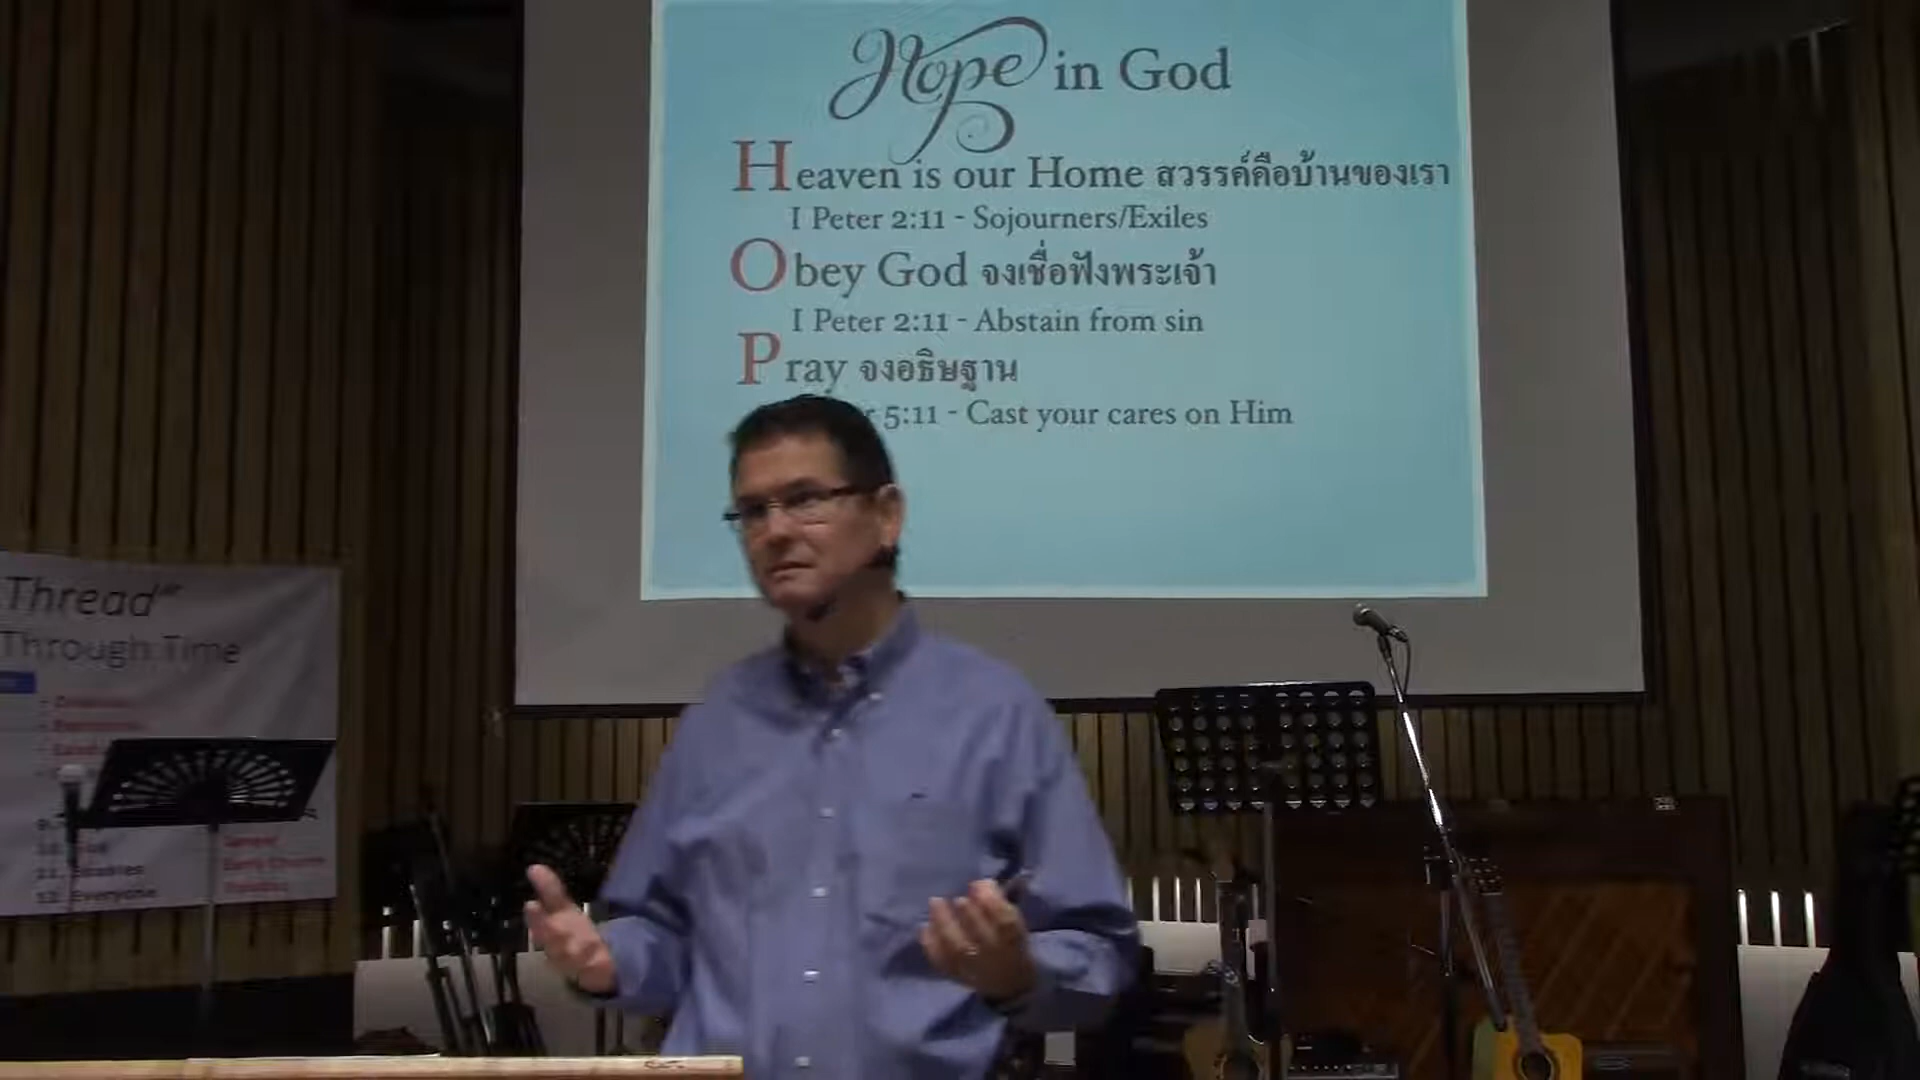 Hope in God
Heaven is our Home สวรรค์คือบ้านของเรา
I Peter 2:11 - Sojourners/Exiles
Obey God จงเชื่อฟังพระเจ้า
I Peter 2:11 - Abstain from sin
Pray จงอธิษฐาน
5:11 - Cast your cares on Him
Thread"
Through Time
12. Everyone